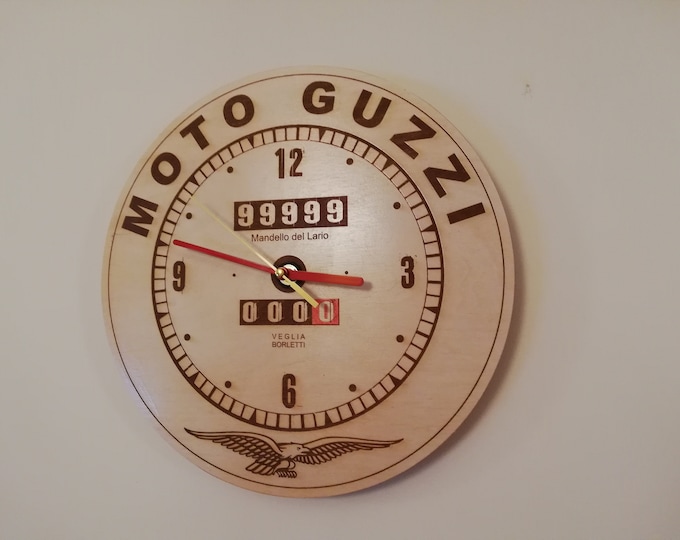 MOTO GUZZI
12
99999
Mandello del Lario
9
3
0000
VEGLIA
BORLETTI
6